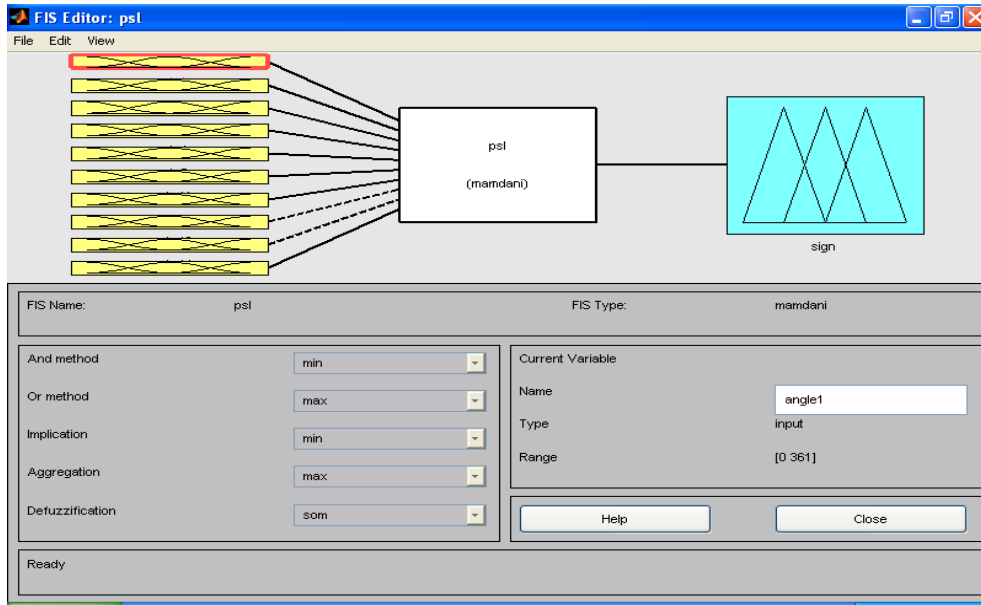 FIS Editor: psl
File Edit View
psl
(mamdani)
sign
FIS Name: psl FIS Type: mamdani
And method min
Or method max
Implication min
Aggregation max
Defuzzification som
Current Variable
Name angle1
Type input
Range [0 361]
Help Close
Ready